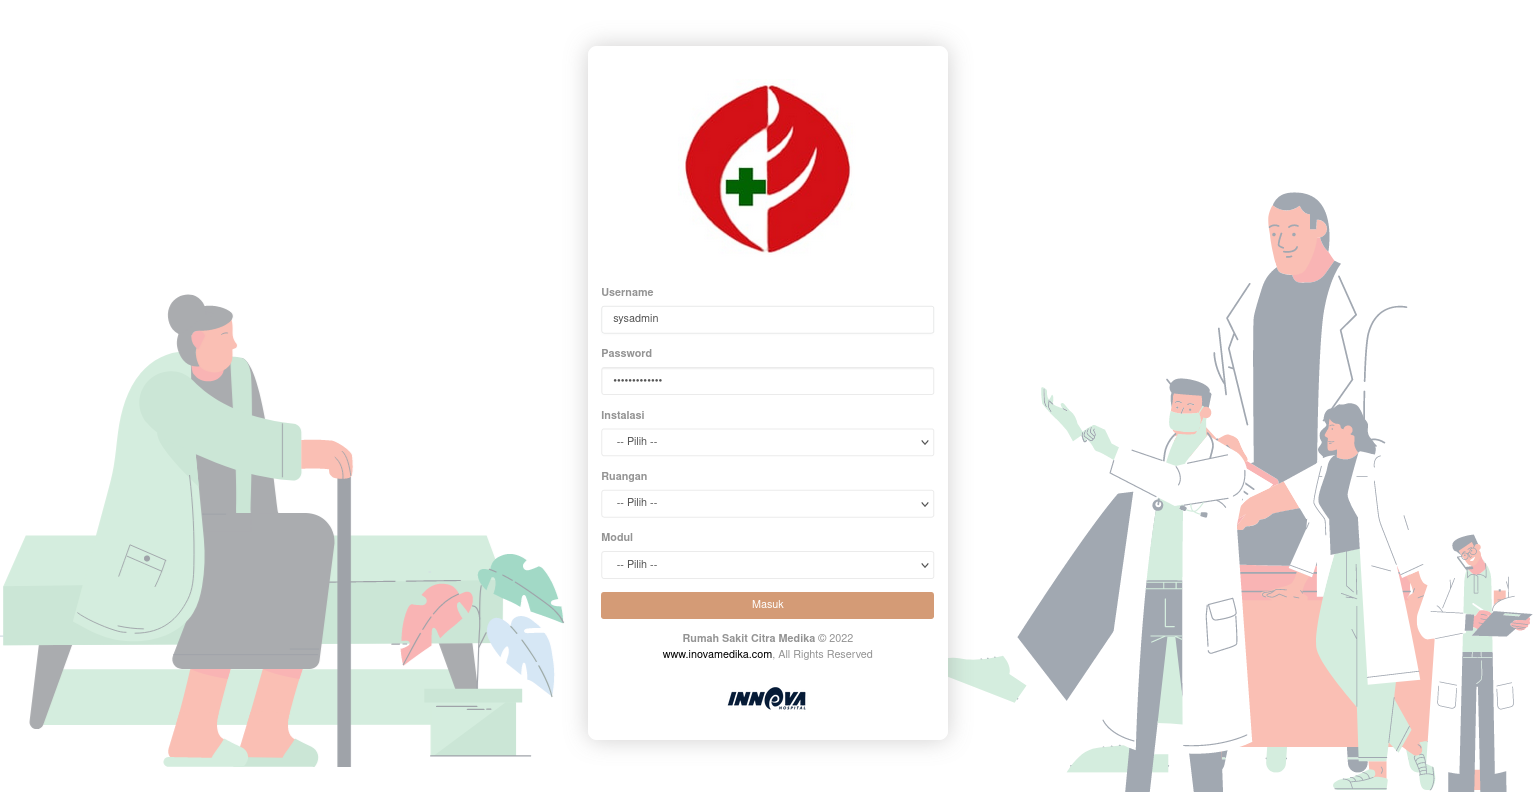 Username
sysadmin
Password
•••••••••••••
Instalasi
-- Pilih --
Ruangan
-- Pilih --
Modul
-- Pilih --
Masuk
Rumah Sakit Citra Medika © 2022
www.inovamedika.com, All Rights Reserved
INNOVA
HOSPITAL